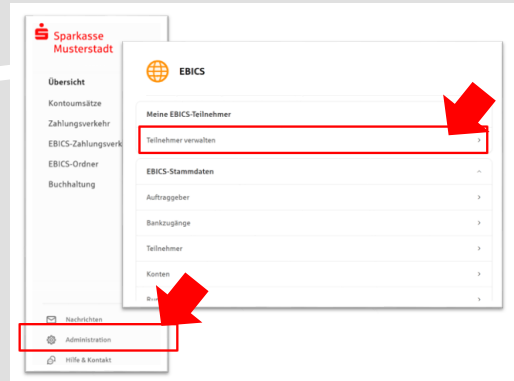 Sparkasse
Musterstadt
Übersicht
Kontoumsätze
Zahlungsverkehr
EBICS-Zahlungsverk
EBICS-Ordner
Buchhaltung
Nachrichten
Administration
Hilfe & Kontakt
EBICS
Meine EBICS-Teilnehmer
Teilnehmer verwalten
EBICS-Stammdaten
Auftraggeber
Bankzugänge
Teilnehmer
Konten